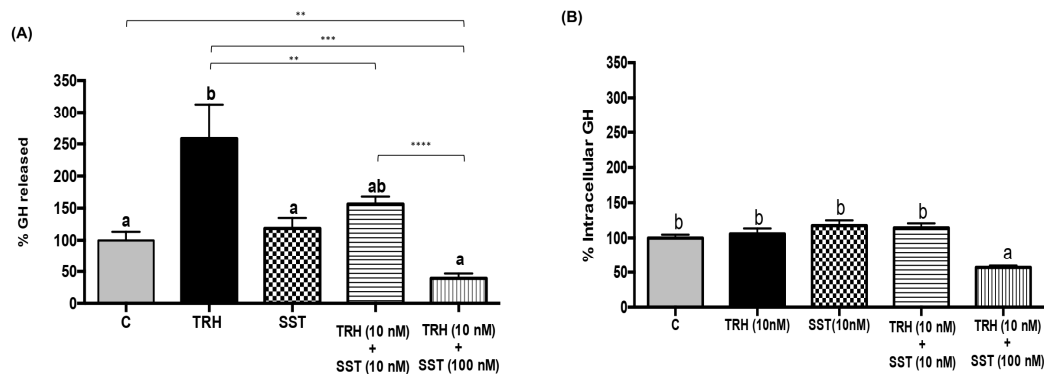 (A)
**
***
**
****
% GH released
350
300
250
200
150
100
50
0
a
b
a
ab
a
C
TRH
SST
TRH (10 nM)
+
SST (10 nM)
TRH (10 nM)
+
SST (100 nM)
(B)
% Intracellular GH
350
300
250
200
150
100
50
0
b
b
b
b
a
C
TRH (10nM)
SST(10nM)
TRH (10 nM)
+
SST (10 nM)
TRH (10 nM)
+
SST (100 nM)